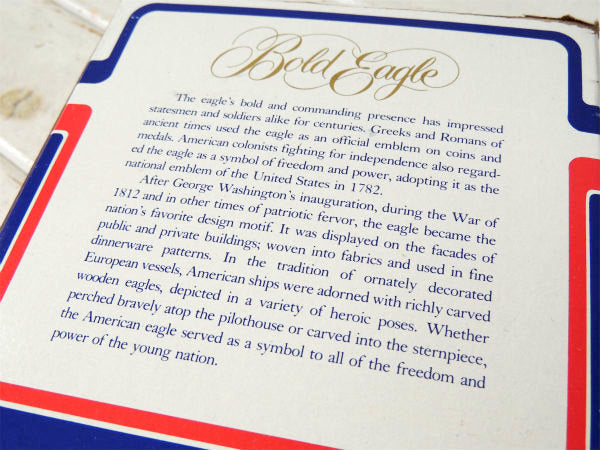 Bold Eagle
The eagle's bold and commanding presence has impressed
statesmen and soldiers alike for centuries. Greeks and Romans of
ancient times used the eagle as an official emblem on coins and
medals. American colonists fighting for independence also regard-
ed the eagle as a symbol of freedom and power, adopting it as the
national emblem of the United States in 1782.
After George Washington's inauguration, during the War of
1812 and in other times of patriotic fervor, the eagle became the
nation's favorite design motif. It was displayed on the facades of
public and private buildings; woven into fabrics and used in fine
dinnerware patterns. In the tradition of ornately decorated
European vessels, American ships were adorned with richly carved
wooden eagles, depicted in a variety of heroic poses. Whether
perched bravely atop the pilothouse or carved into the sternpiece,
the American eagle served as a symbol to all of the freedom and
power of the young nation.